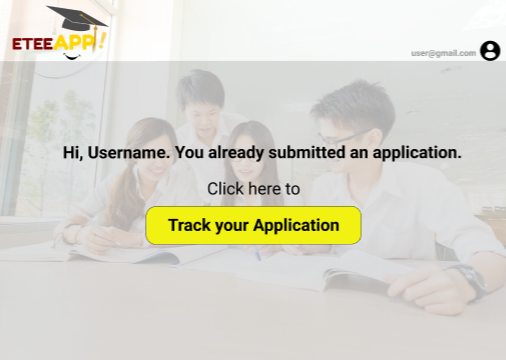 ETEEAPP!
user@gmail.com
Hi, Username. You already submitted an application.
Click here to
Track your Application